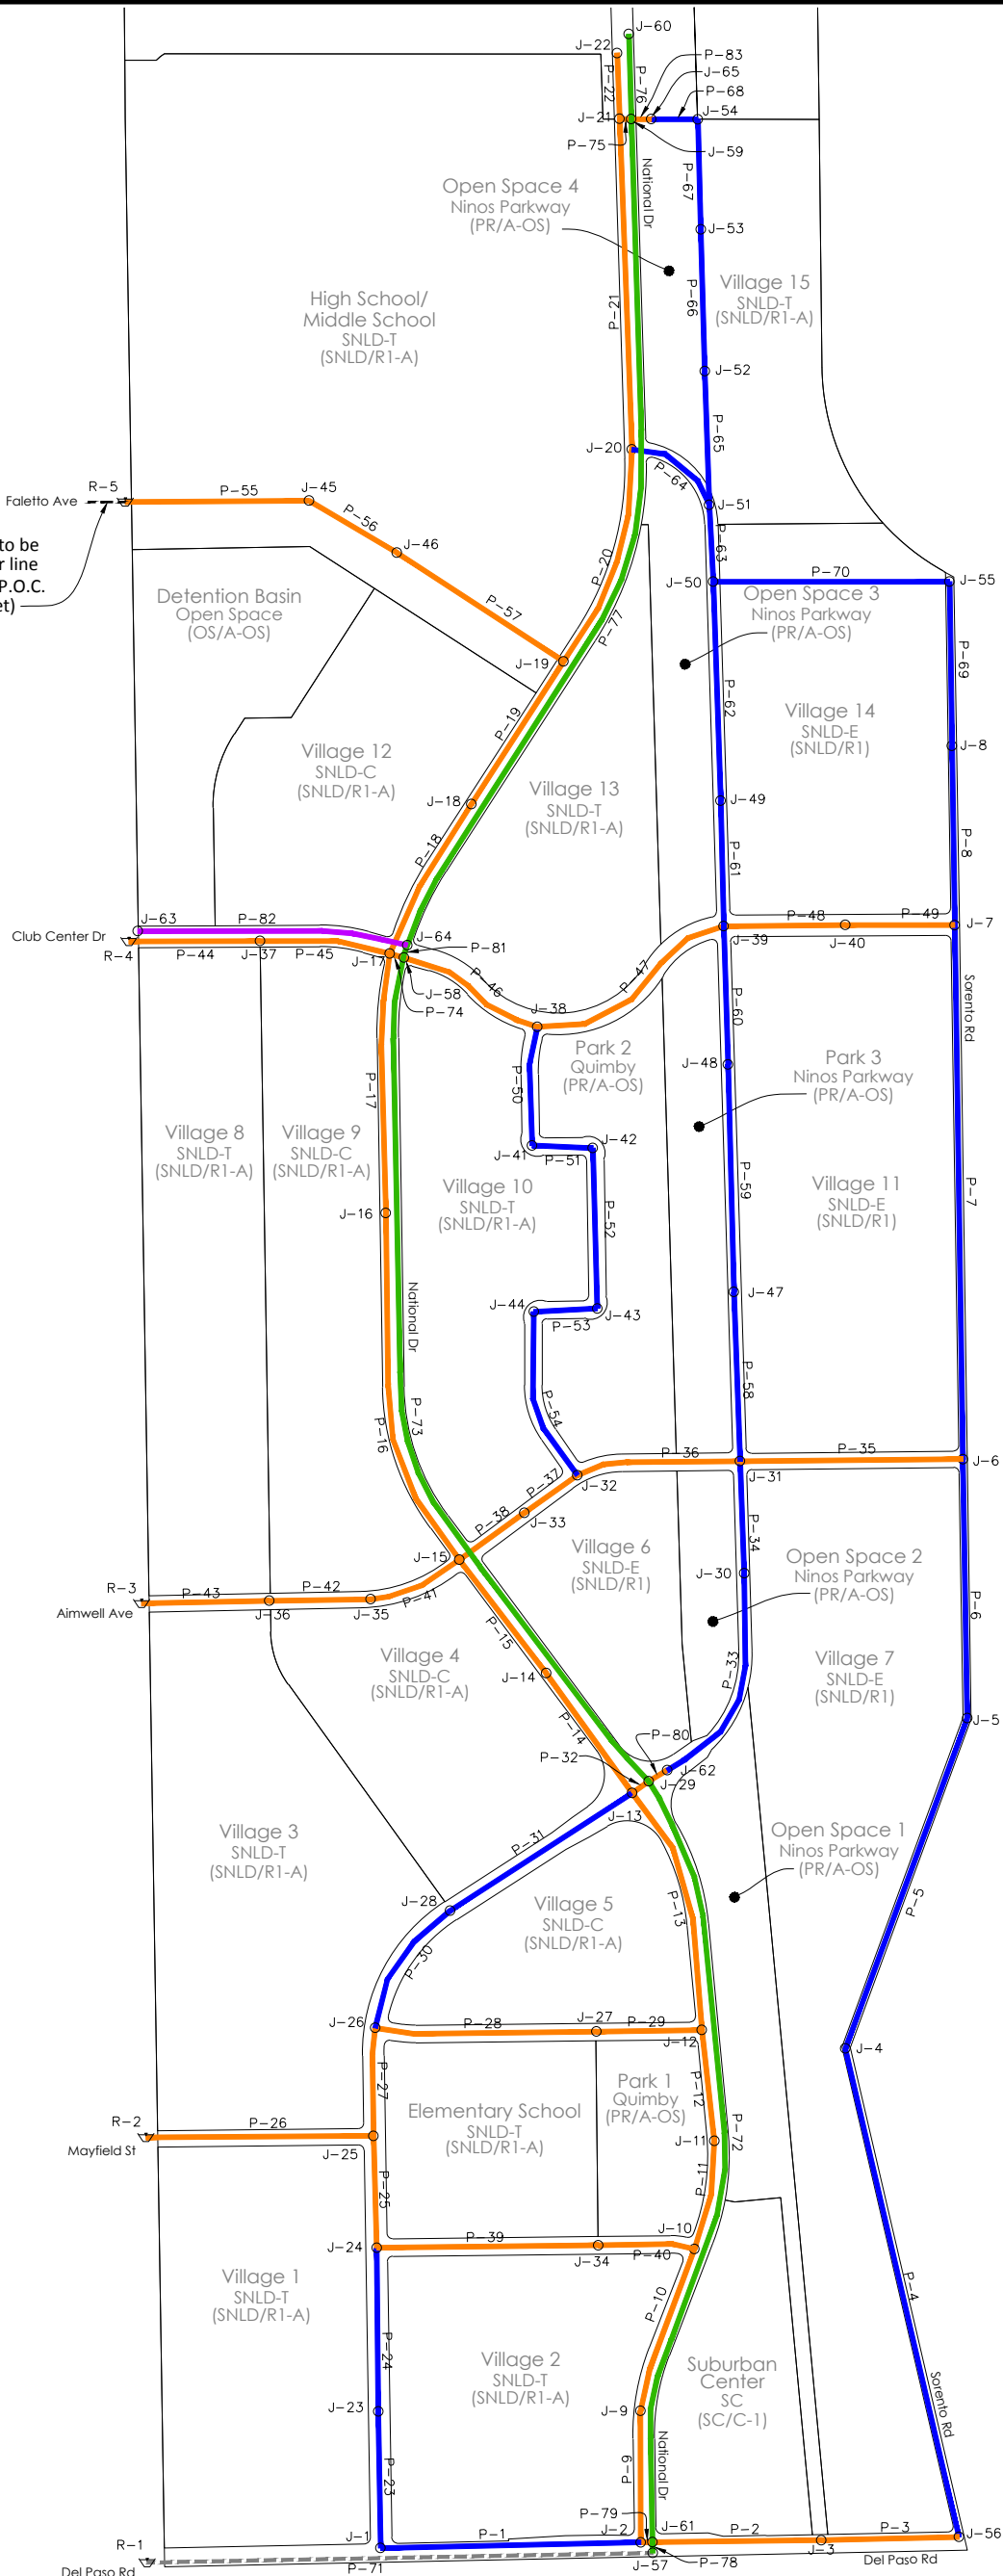 J-60
J-22
P-83
J-65
P-22
P-76
P-68
J-54
J-21
P-75
J-59
National Dr
P-67
Open Space 4
Ninos Parkway
(PR/A-OS)
J-53
Village 15
SNLD-T
(SNLD/R1-A)
P-66
High School/
Middle School
SNLD-T
(SNLD/R1-A)
P-21
J-52
P-65
J-20
P-64
R-5
P-55
J-45
Faletto Ave
J-51
P-56
P-63
to be
r line
P.O.C.
et)
J-46
P-20
P-70
J-50
J-55
Detention Basin
Open Space
(OS/A-OS)
P-57
P-77
Open Space 3
Ninos Parkway
(PR/A-OS)
J-19
P-69
P-62
P-19
Village 14
SNLD-E
(SNLD/R1)
J-8
Village 12
SNLD-C
(SNLD/R1-A)
Village 13
SNLD-T
(SNLD/R1-A)
J-18
J-49
P-18
P-8
P-61
J-63
P-82
P-48
P-49
J-7
Club Center Dr
R-4
P-44
J-37
P-45
J-17
J-64
P-81
J-39
J-40
J-58
P-74
P-46
P-47
Sorento Rd
J-38
P-60
Park 2
Quimby
(PR/A-OS)
J-48
Park 3
Ninos Parkway
(PR/A-OS)
P-17
P-50
Village 8
SNLD-T
(SNLD/R1-A)
Village 9
SNLD-C
(SNLD/R1-A)
J-42
J-41
P-51
P-59
P-7
Village 10
SNLD-T
(SNLD/R1-A)
Village 11
SNLD-E
(SNLD/R1)
J-16
P-52
J-47
National Dr
J-44
J-43
P-53
P-58
P-73
P-54
P-16
P-36
P-35
J-6
P-37
J-32
J-31
P-38
J-33
P-34
Village 6
SNLD-E
(SNLD/R1)
J-15
Open Space 2
Ninos Parkway
(PR/A-OS)
R-3
P-43
P-42
P-41
J-30
Aimwell Ave
J-36
J-35
P-6
P-15
Village 4
SNLD-C
(SNLD/R1-A)
Village 7
SNLD-E
(SNLD/R1)
J-14
P-33
J-5
P-14
P-80
P-32
J-62
J-29
J-13
Village 3
SNLD-T
(SNLD/R1-A)
P-31
Open Space 1
Ninos Parkway
(PR/A-OS)
J-28
Village 5
SNLD-C
(SNLD/R1-A)
P-5
P-13
P-30
J-26
P-28
J-27
P-29
J-12
J-4
P-27
P-12
Park 1
Quimby
(PR/A-OS)
Elementary School
SNLD-T
(SNLD/R1-A)
R-2
P-26
Mayfield St
J-25
J-11
P-72
P-25
P-11
J-10
J-24
P-39
J-34
P-40
Village 1
SNLD-T
(SNLD/R1-A)
P-10
P-4
P-24
Village 2
SNLD-T
(SNLD/R1-A)
Suburban
Center
SC
(SC/C-1)
Sorento Rd
J-23
J-9
P-23
P-9
National Dr
P-79
J-61
P-2
P-3
J-56
J-1
P-1
J-2
R-1
J-3
Del Paso Rd
P-71
J-57
P-78
Del Paso Rd